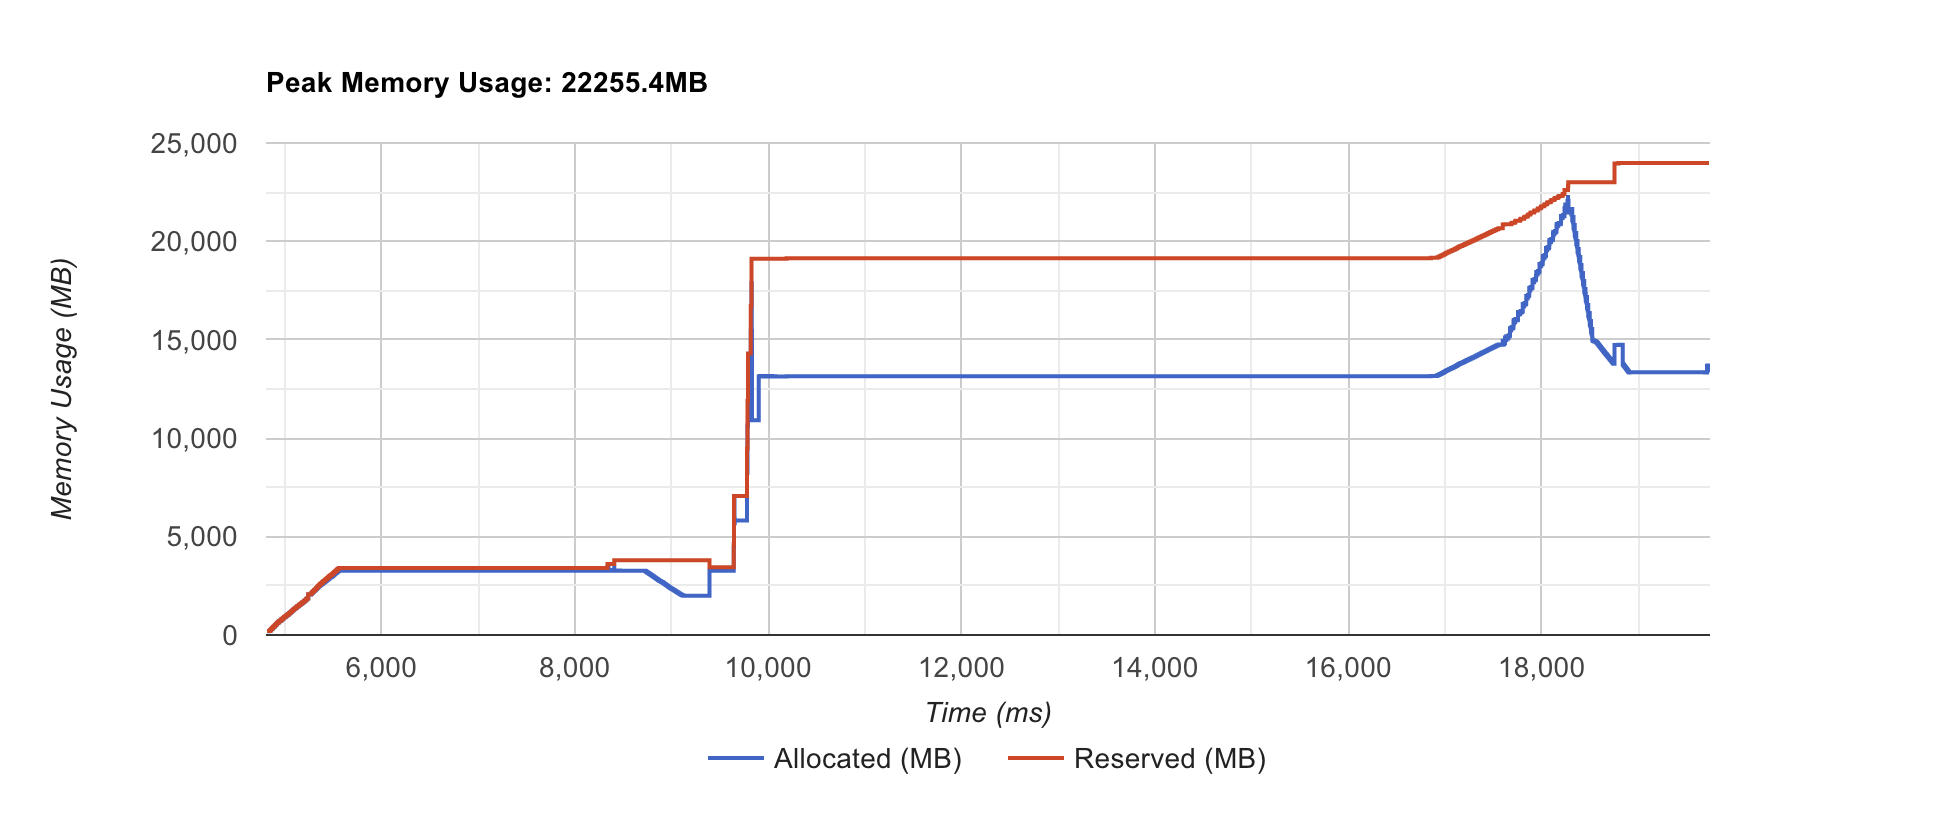 Peak Memory Usage: 22255.4MB
25,000
20,000
15,000
10,000
5,000
0
Memory Usage (MB)
6,000 8,000 10,000 12,000 14,000 16,000 18,000
Time (ms)
Allocated (MB) Reserved (MB)